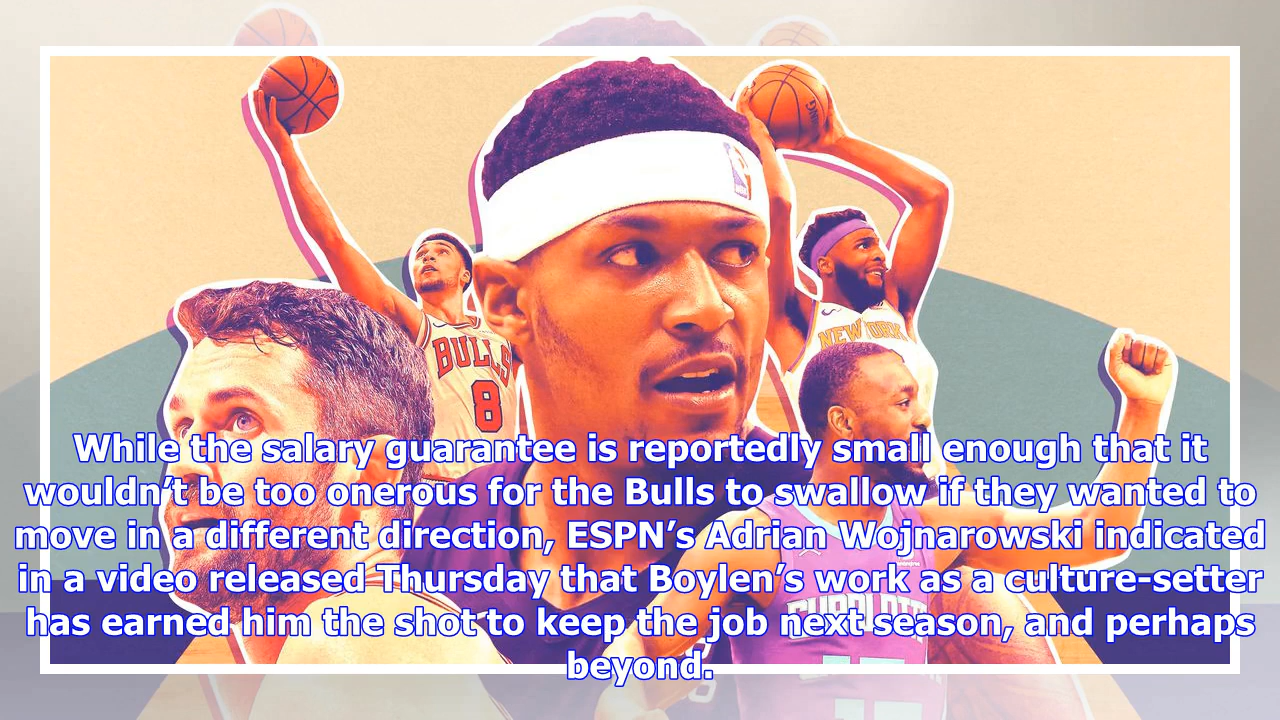 BULLS
8
NEW YORK
While the salary guarantee is reportedly small enough that it
wouldn’t be too onerous for the Bulls to swallow if they wanted to
move in a different direction, ESPN’s Adrian Wojnarowski indicated
in a video released Thursday that Boylen’s work as a culture-setter
has earned him the shot to keep the job next season, and perhaps
beyond.